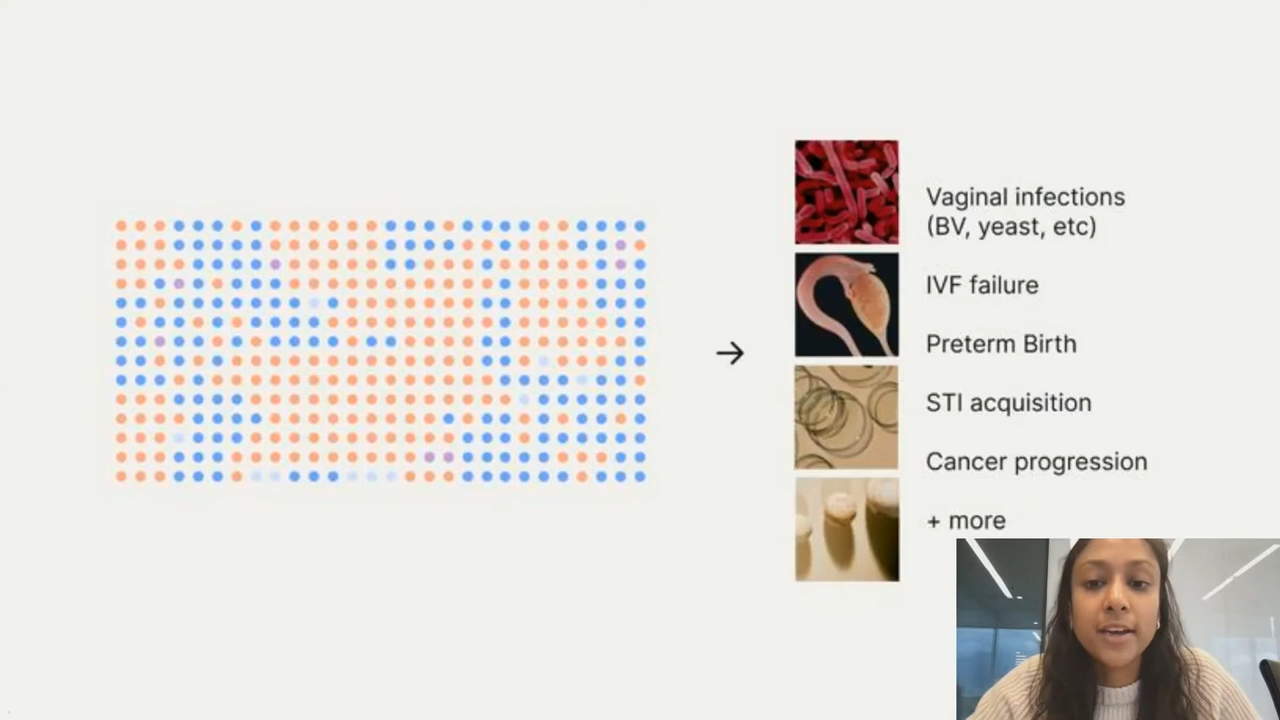 Vaginal infections
(BV, yeast, etc)
IVF failure
Preterm Birth
STI acquisition
Cancer progression
+ more